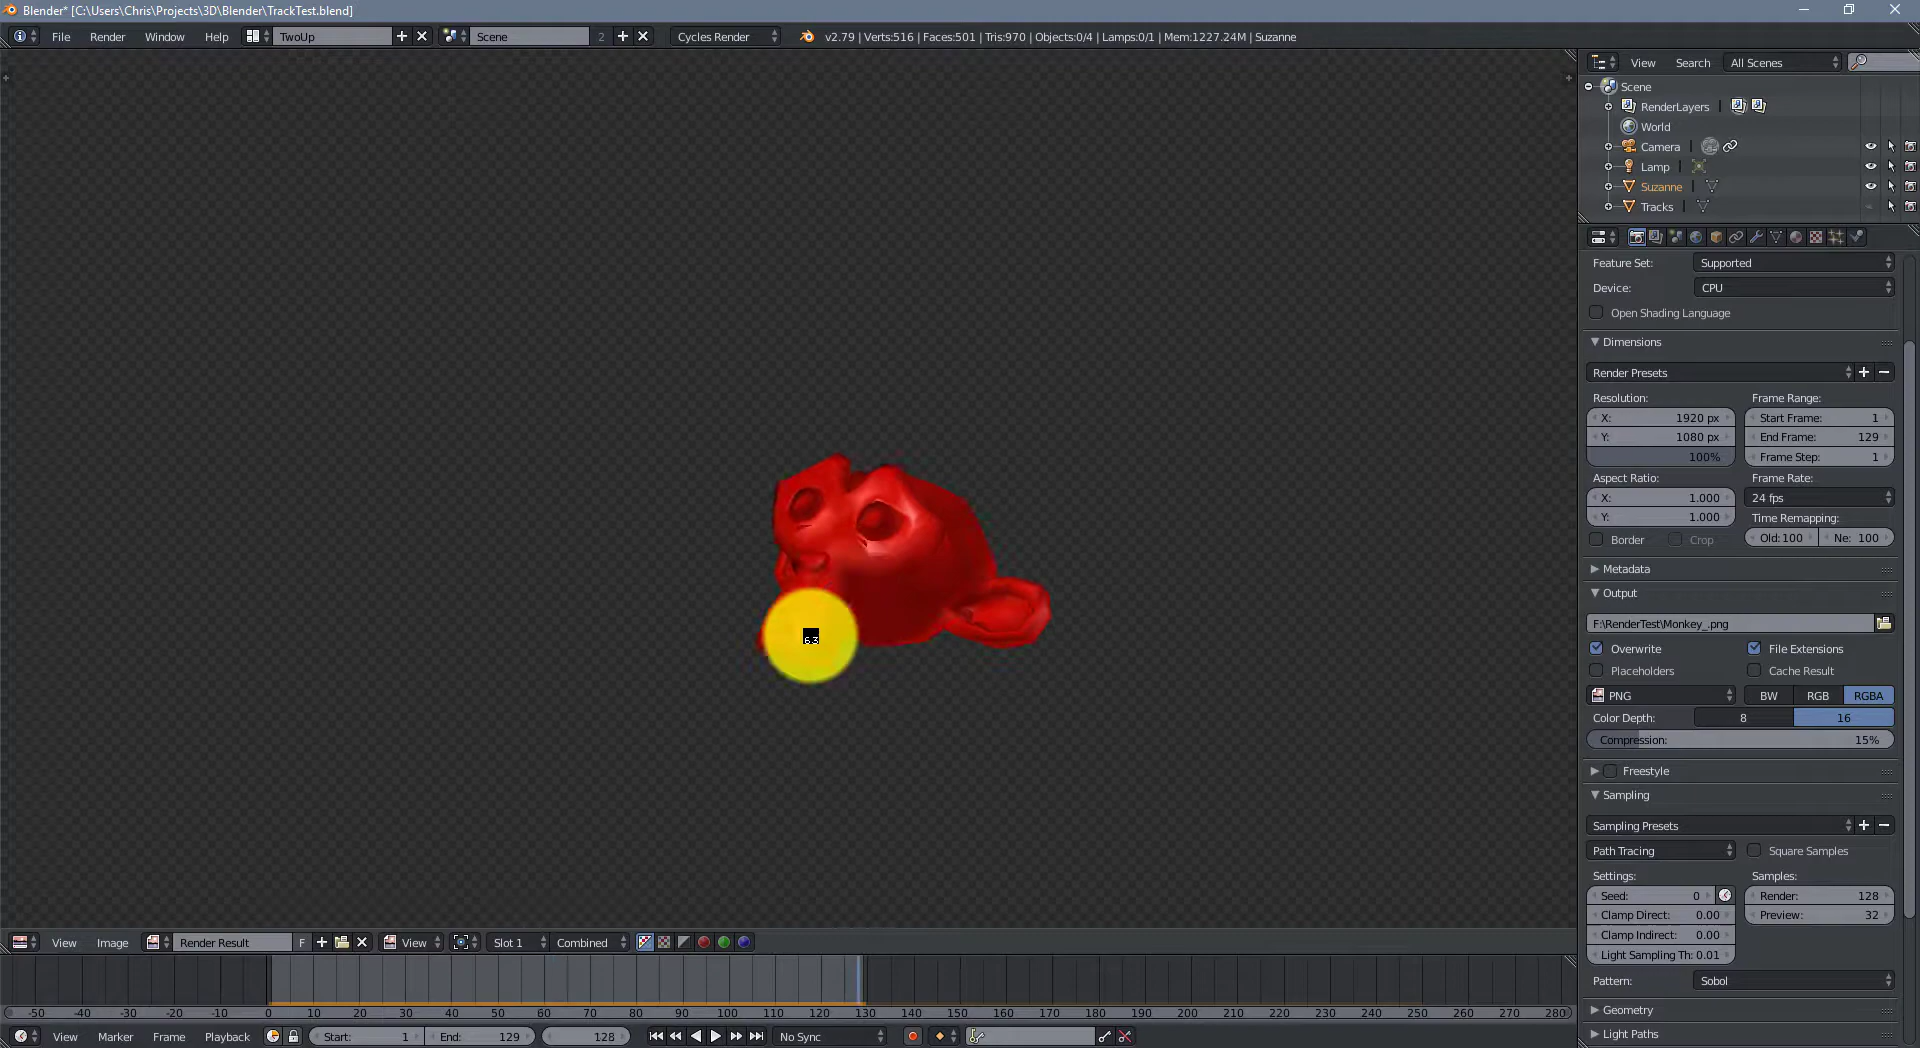 Blender* [C:\Users\Chris\Projects\3D\Blender\TrackTest.blend]
File Render Window Help TwoUp Scene 2 Cycles Render v2.79 | Verts:516 | Faces:501 | Tris:970 | Objects:0/4 | Lamps:0/1 | Mem:1227.24M | Suzanne
View Search All Scenes
Scene
RenderLayers
World
Camera
Lamp
Suzanne
Tracks
Feature Set: Supported
Device: CPU
Open Shading Language
Dimensions
Render Presets
Resolution: Frame Range:
X: 1920 px Start Frame: 1
Y: 1080 px End Frame: 129
100% Frame Step: 1
Aspect Ratio: Frame Rate:
X: 1.000 24 fps
Y: 1.000 Time Remapping:
Border Crop Old:100 Ne: 100
Metadata
Output
F:\RenderTest\Monkey_.png
Overwrite File Extensions
Placeholders Cache Result
PNG BW RGB RGBA
Color Depth: 8 16
Compression: 15%
Freestyle
Sampling
Sampling Presets
Path Tracing Square Samples
Settings: Samples:
Seed: 0 Render: 128
Clamp Direct: 0.00 Preview: 32
Clamp Indirect: 0.00
Light Sampling Th: 0.01
Pattern: Sobol
Geometry
Light Paths
63
View Image Render Result F View Slot 1 Combined
-50 -40 -30 -20 -10 0 10 20 30 40 50 60 70 80 90 100 110 120 130 140 150 160 170 180 190 200 210 220 230 240 250 260 270 280
View Marker Frame Playback Start: 1 End: 129 128 No Sync